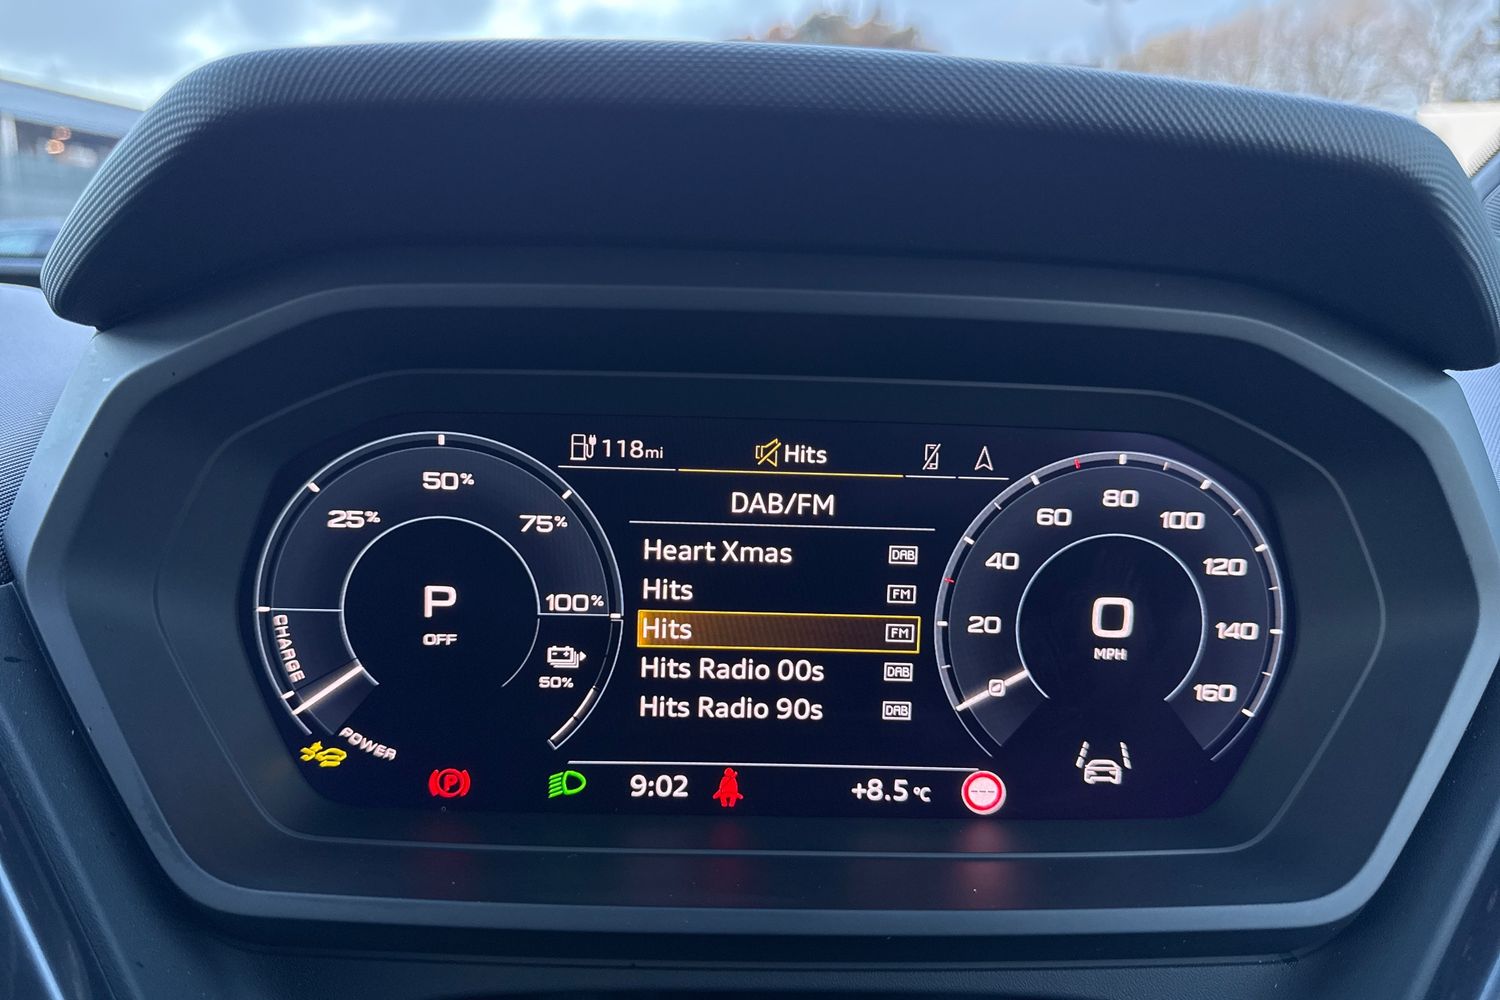 118mi
Hits
DAB/FM
Heart Xmas DAB
Hits FM
Hits FM
Hits Radio 00s DAB
Hits Radio 90s DAB
25%
50%
75%
100%
P
OFF
CHARGE
POWER
50%
0
20
40
60
80
100
120
140
160
0
MPH
P
9:02
+8.5 °C
---